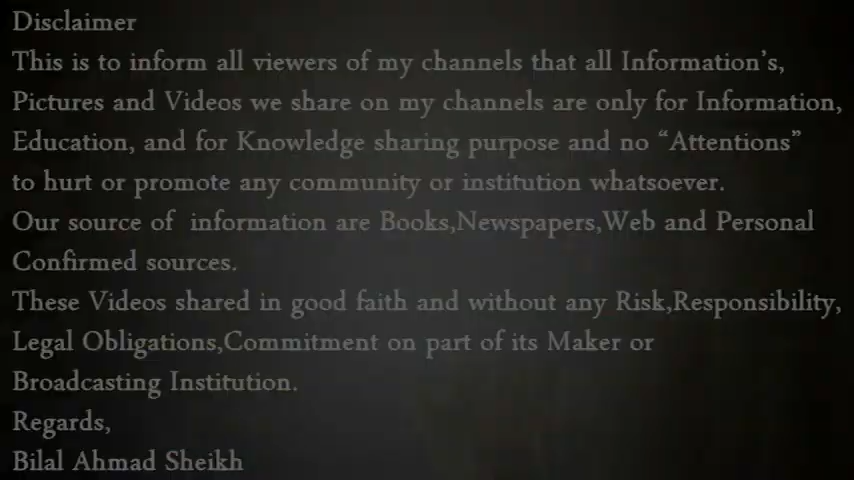 Disclaimer
This is to inform all viewers of my channels that all Information’s,
Pictures and Videos we share on my channels are only for Information,
Education, and for Knowledge sharing purpose and no “Attentions”
to hurt or promote any community or institution whatsoever.
Our source of  information are Books,Newspapers,Web and Personal
Confirmed sources.
These Videos shared in good faith and without any Risk,Responsibility,
Legal Obligations,Commitment on part of its Maker or
Broadcasting Institution.
Regards,
Bilal Ahmad Sheikh